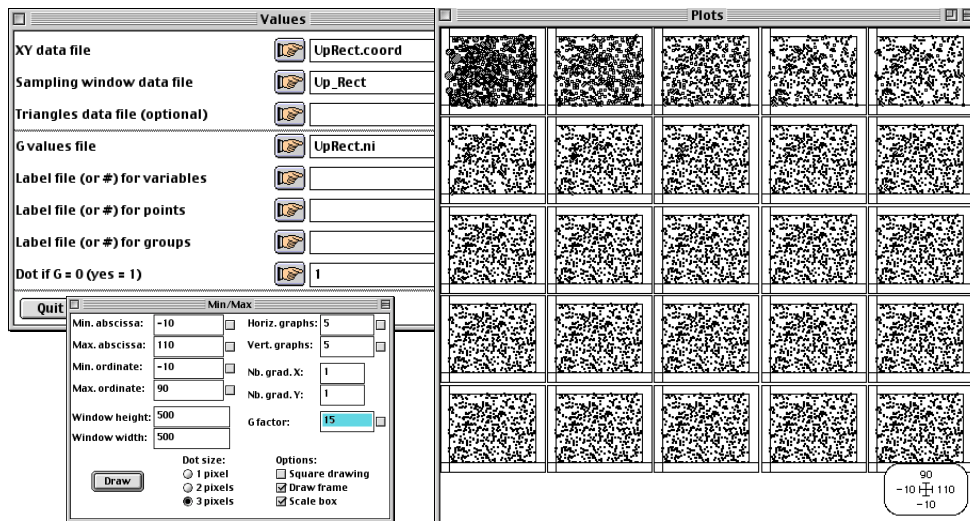 Values
XY data file
UpRect.coord
Sampling window data file
Up_Rect
Triangles data file (optional)
G values file
UpRect.ni
Label file (or #) for variables
Label file (or #) for points
Label file (or #) for groups
Dot if G = 0 (yes = 1)
1
Quit
Min/Max
Min. abscissa:
-10
Horiz. graphs:
5
Max. abscissa:
110
Vert. graphs:
5
Min. ordinate:
-10
Nb. grad. X:
1
Max. ordinate:
90
Nb. grad. Y:
1
Window height:
500
G factor:
15
Window width:
500
Draw
Dot size:
1 pixel
2 pixels
3 pixels
Options:
Square drawing
Draw frame
Scale box
Plots
90
-10
110
-10